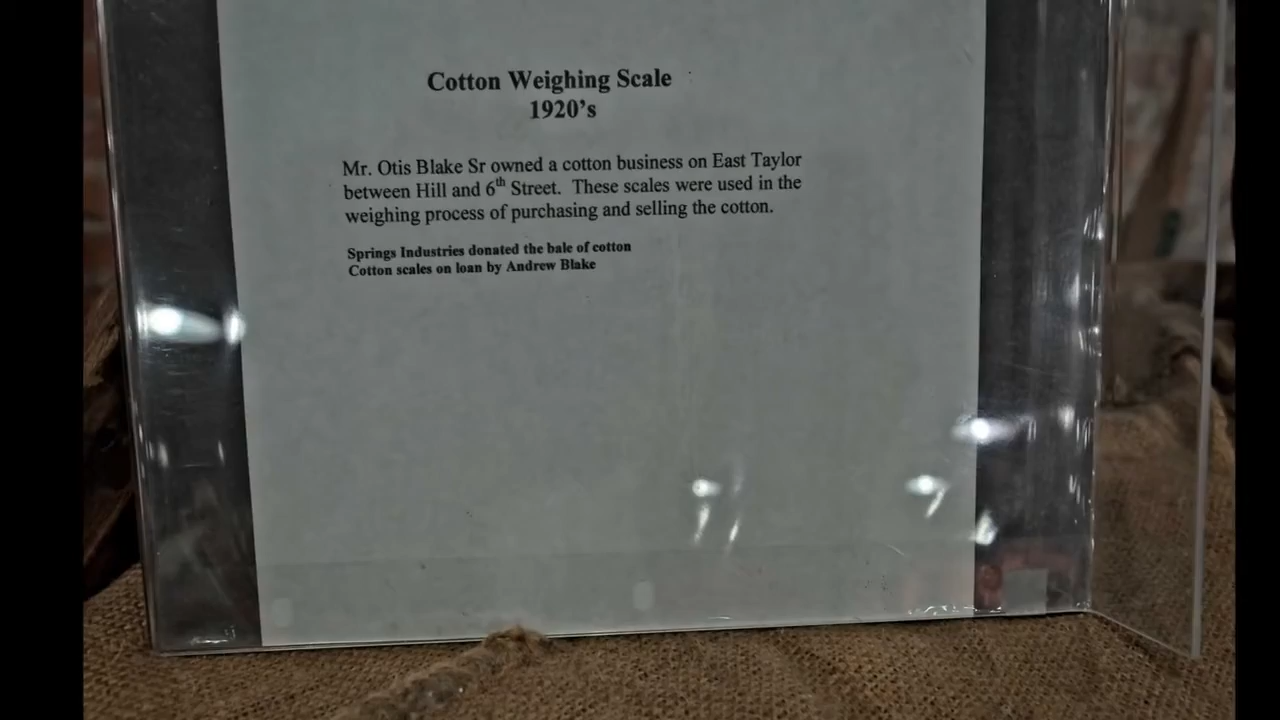 Cotton Weighing Scale
1920's
Mr. Otis Blake Sr owned a cotton business on East Taylor
between Hill and 6th Street. These scales were used in the
weighing process of purchasing and selling the cotton.
Springs Industries donated the bale of cotton
Cotton scales on loan by Andrew Blake